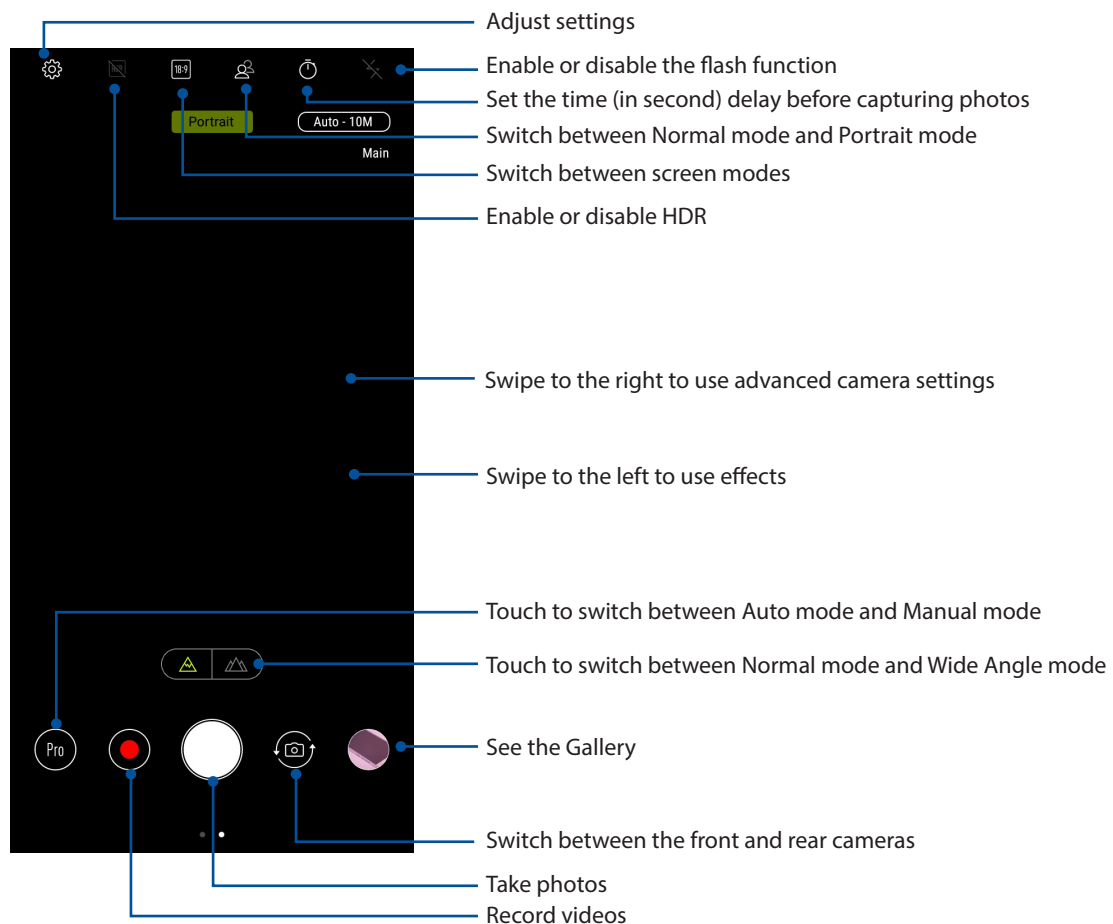 Adjust settings
Enable or disable the flash function
18:9
Set the time (in second) delay before capturing photos
Portrait
Auto - 10M
Switch between Normal mode and Portrait mode
Main
Switch between screen modes
Enable or disable HDR
Swipe to the right to use advanced camera settings
Swipe to the left to use effects
Touch to switch between Auto mode and Manual mode
Touch to switch between Normal mode and Wide Angle mode
Pro
See the Gallery
Switch between the front and rear cameras
Take photos
Record videos